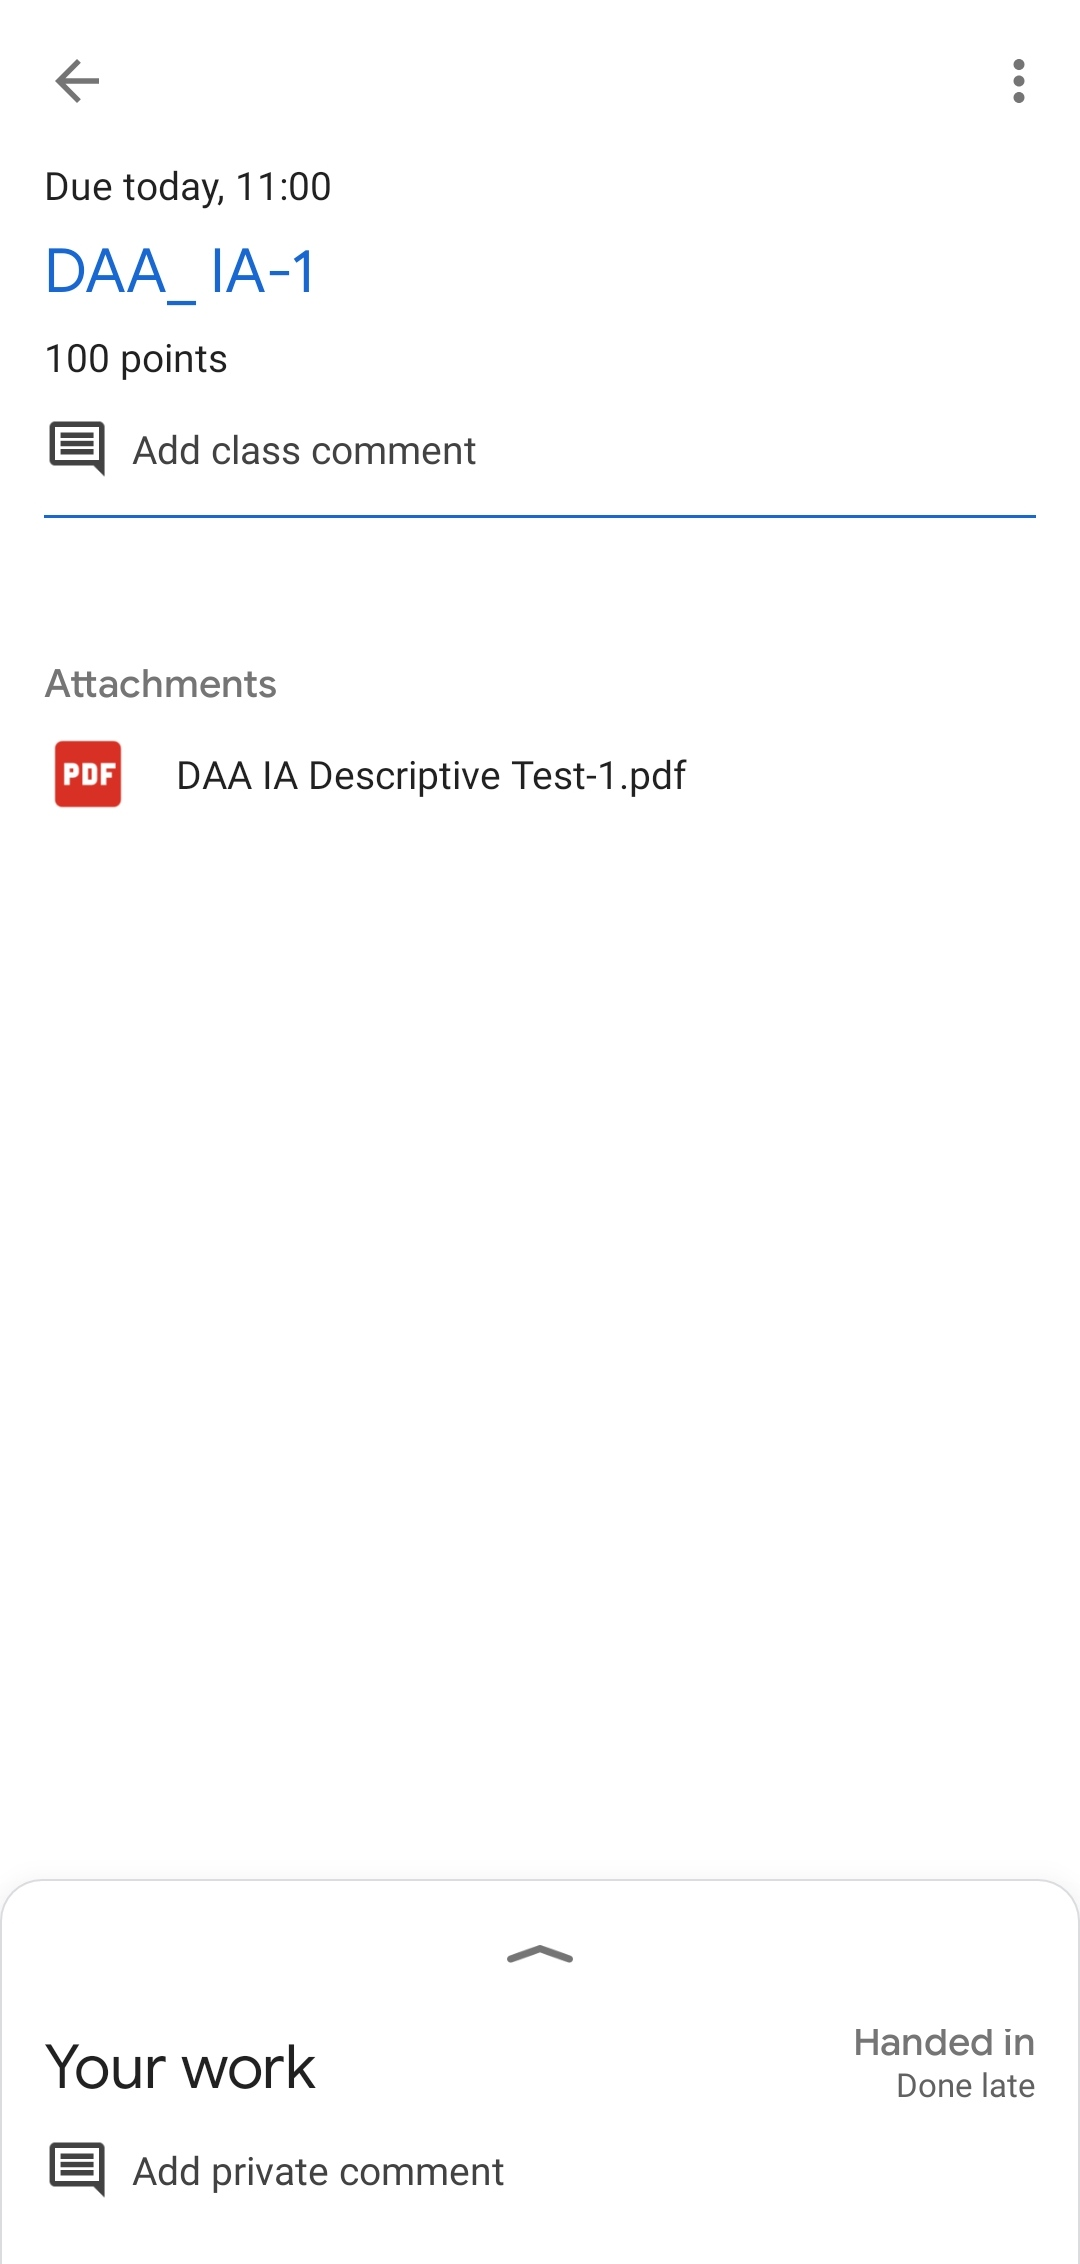 Due today, 11:00
DAA_ IA-1
100 points
Add class comment
Attachments
PDF
DAA IA Descriptive Test-1.pdf
Your work
Handed in
Done late
Add private comment